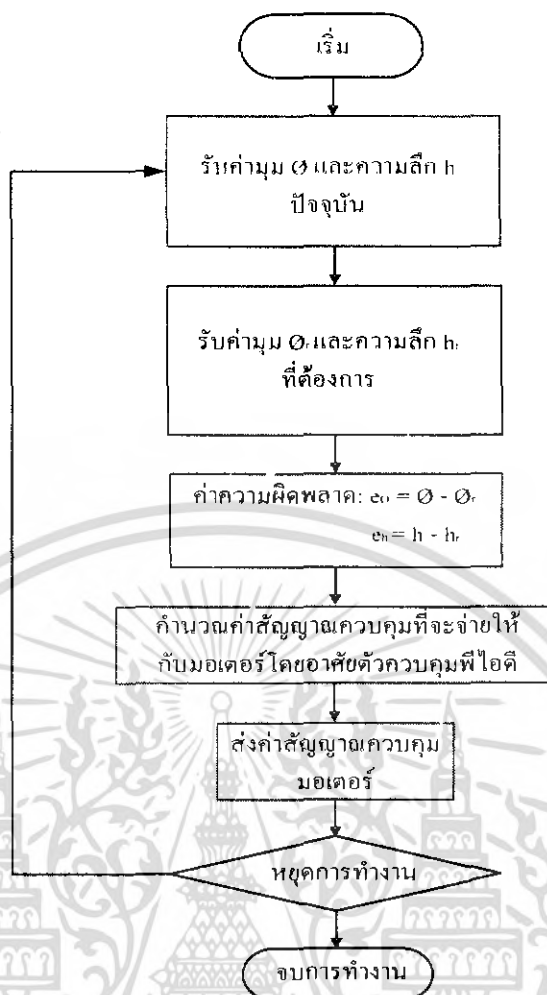 เริ่ม
รับค่ามุม Ø และความลึก h
ปัจจุบัน
รับค่ามุม Øᵣ และความลึก hᵣ
ที่ต้องการ
ค่าความผิดพลาด: e∅ = Ø - Øᵣ
eₕ = h - hᵣ
คำนวณค่าสัญญาณควบคุมที่จะจ่ายให้
กับมอเตอร์โดยอาศัยตัวควบคุมพีไอดี
ส่งค่าสัญญาณควบคุม
มอเตอร์
หยุดการทำงาน
จบการทำงาน